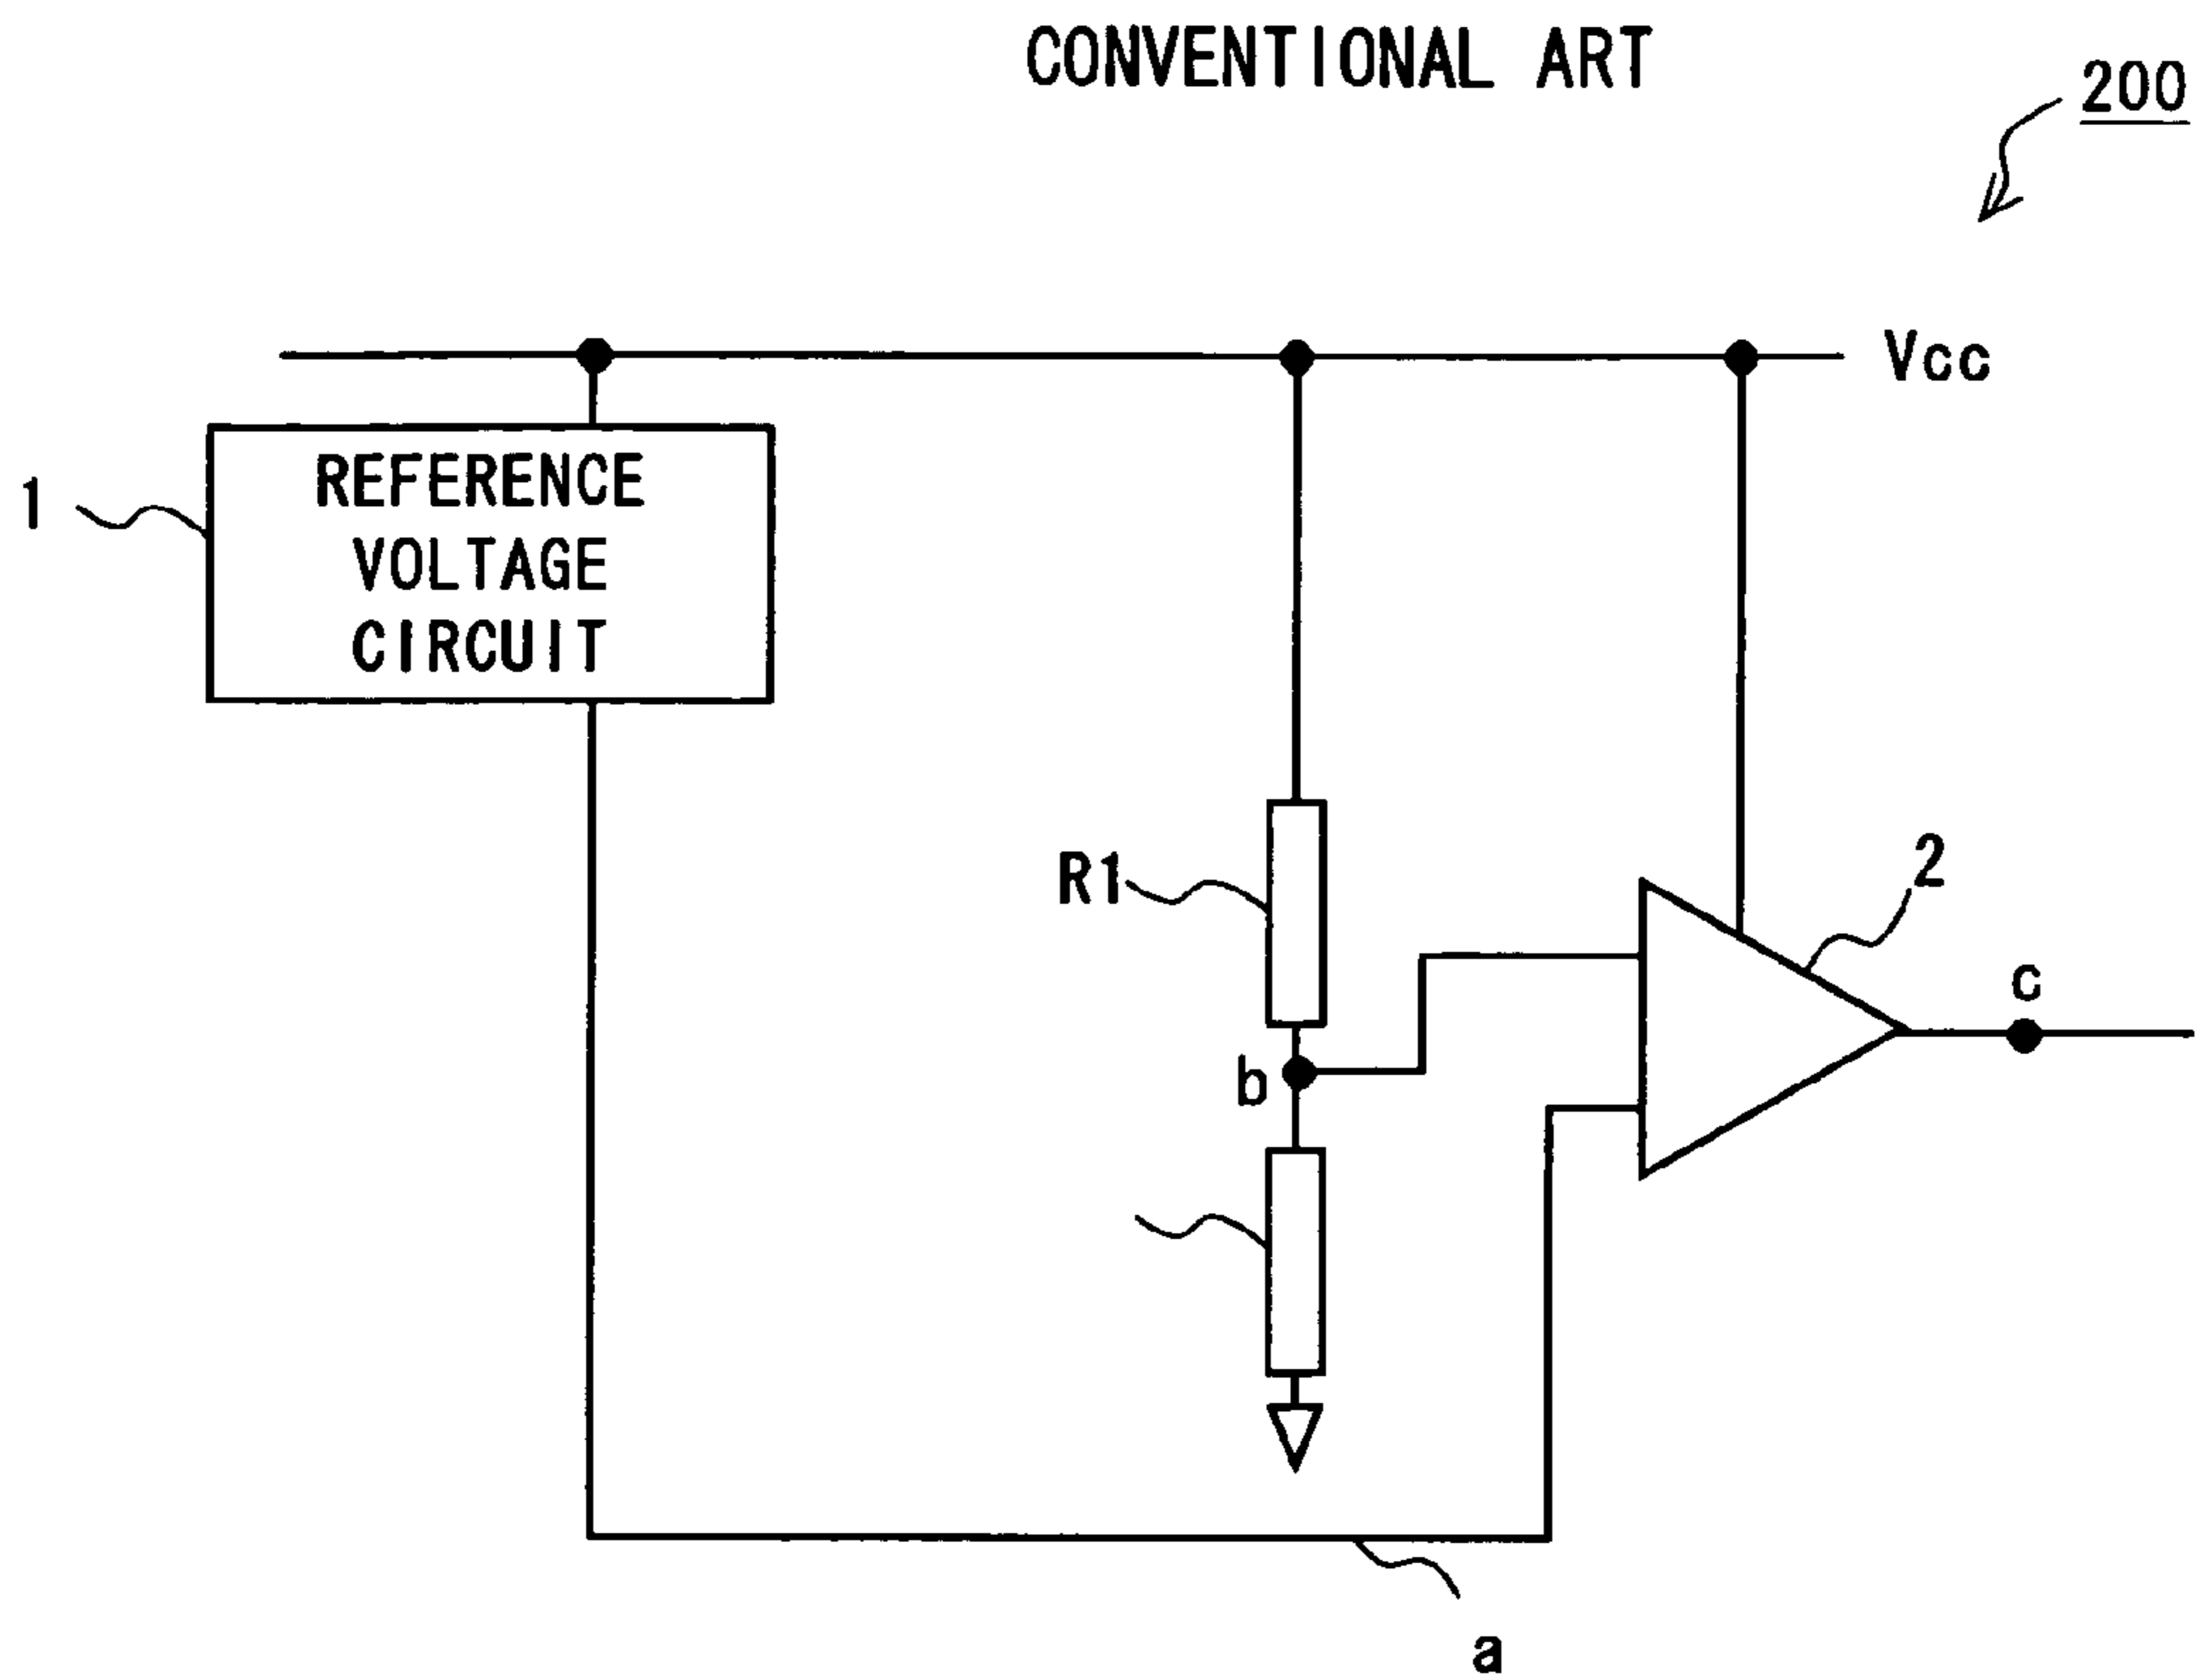 CONVENTIONAL ART
200
Vcc
1
REFERENCE
VOLTAGE
CIRCUIT
R1
2
c
b
a